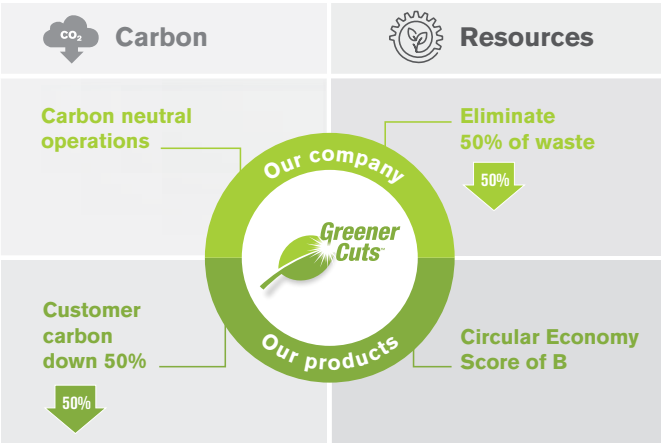 CO₂
Carbon
Resources
Carbon neutral
operations
Eliminate
50% of waste
50%
Our company
Greener
Cuts™
Our products
Customer
carbon
down 50%
50%
Circular Economy
Score of B